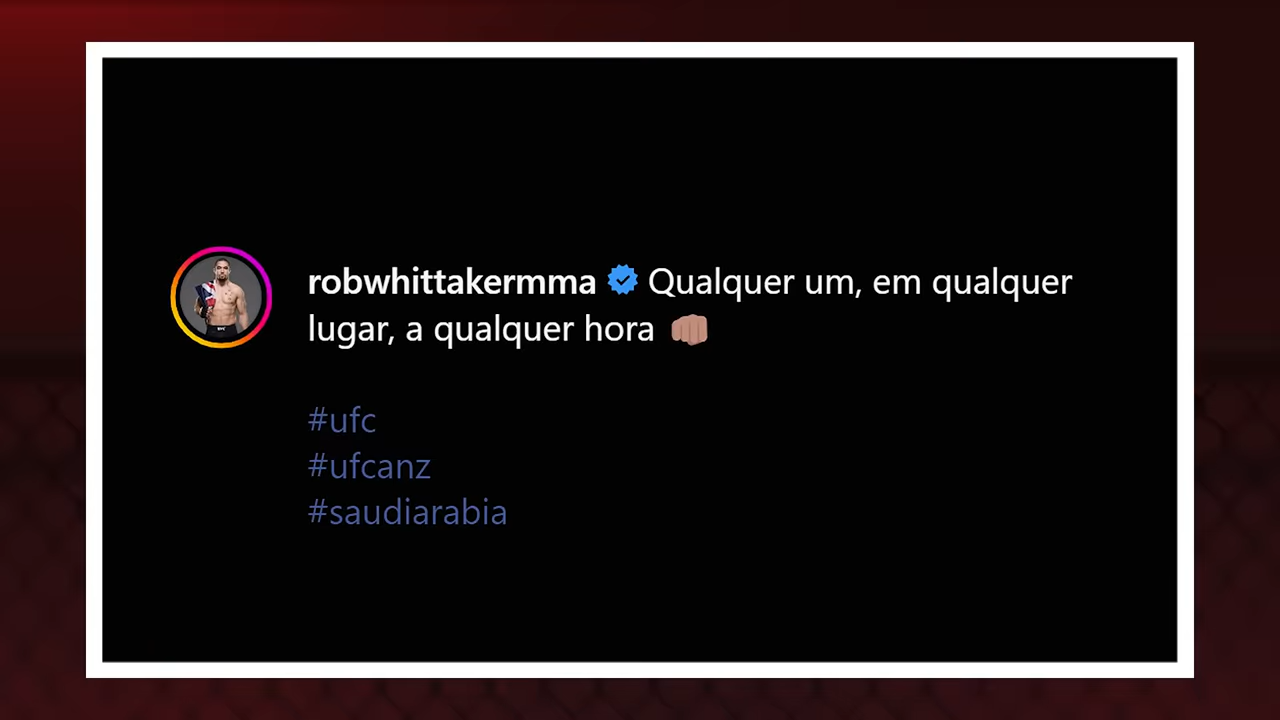 robwhittakermma Qualquer um, em qualquer
lugar, a qualquer hora 👊🏽
#ufc
#ufcanz
#saudiarabia